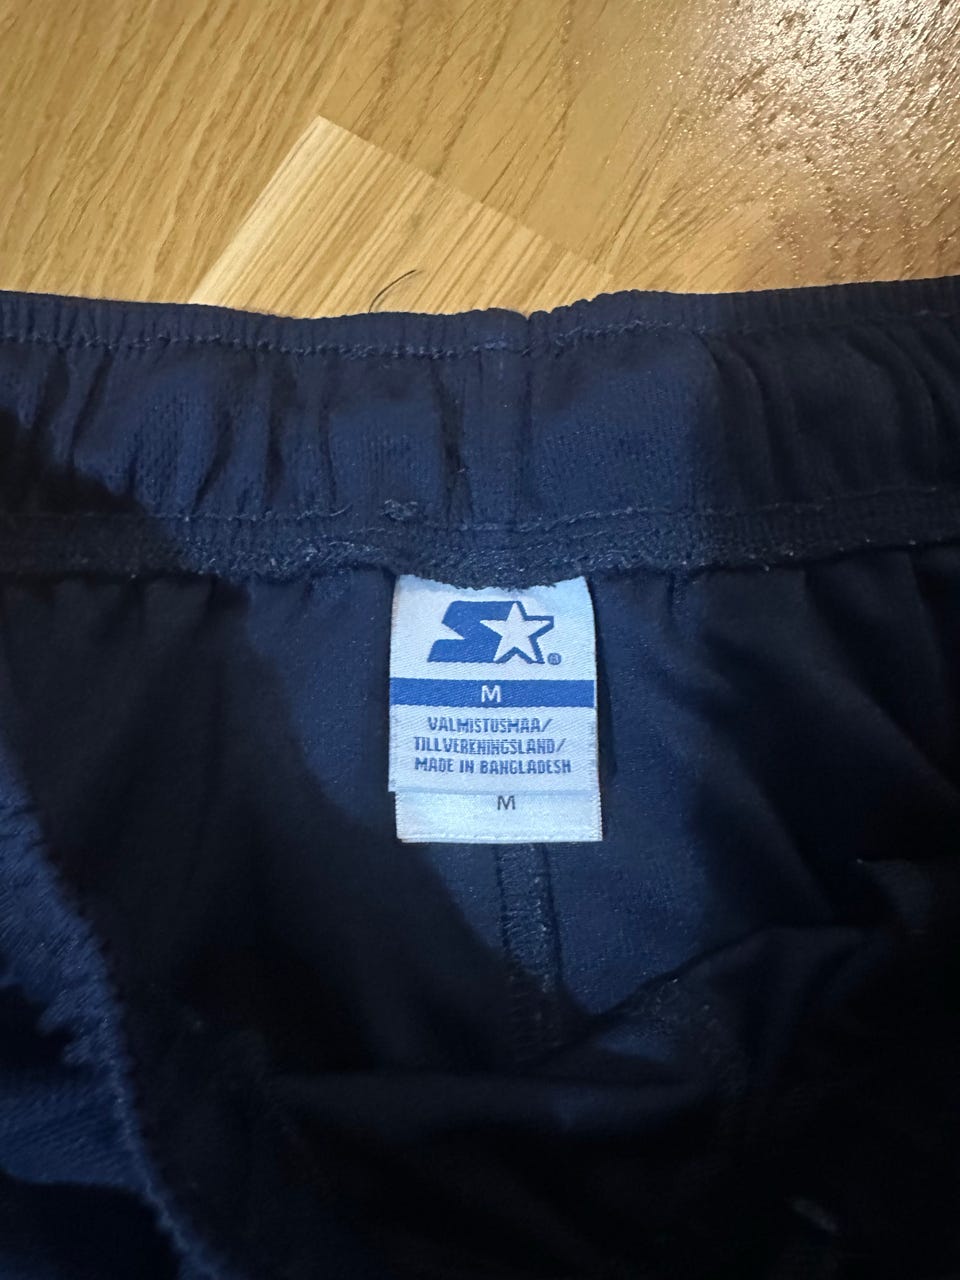 ®
M
VALMISTUSMAA/
TILLVERKNINGSLAND/
MADE IN BANGLADESH
M